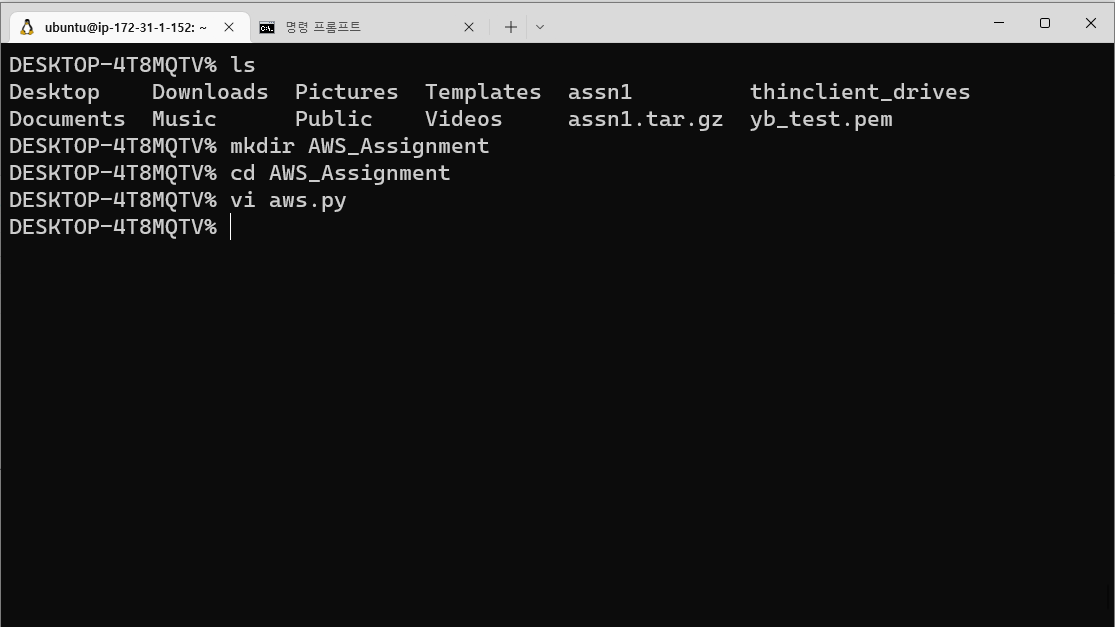 ubuntu@ip-172-31-1-152: ~ 명령 프롬프트
DESKTOP-4T8MQTV% ls
Desktop Downloads Pictures Templates assn1 thinclient_drives
Documents Music Public Videos assn1.tar.gz yb_test.pem
DESKTOP-4T8MQTV% mkdir AWS_Assignment
DESKTOP-4T8MQTV% cd AWS_Assignment
DESKTOP-4T8MQTV% vi aws.py
DESKTOP-4T8MQTV%